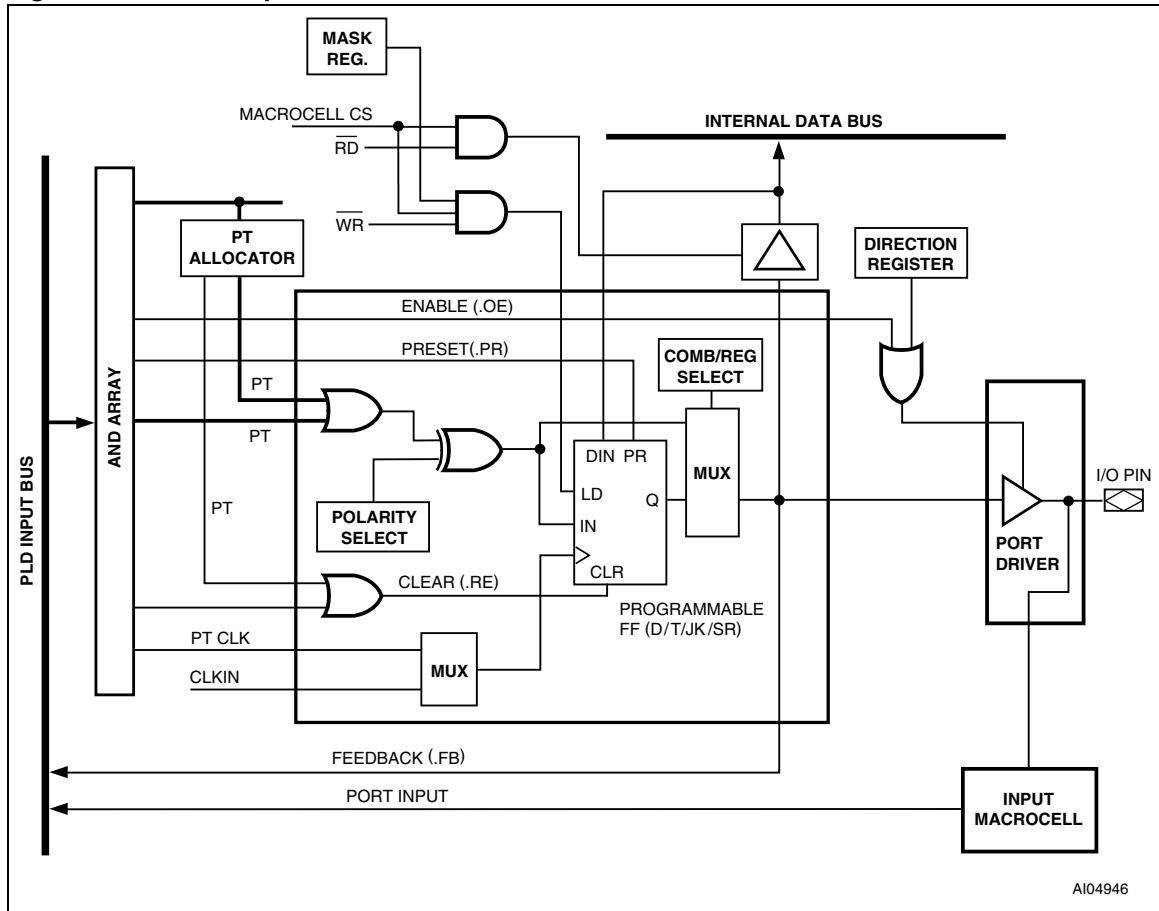 MASK
REG.
MACROCELL CS
RD
WR
INTERNAL DATA BUS
PT
ALLOCATOR
DIRECTION
REGISTER
ENABLE (.OE)
PRESET(.PR)
COMB/REG
SELECT
PT
PT
AND ARRAY
PLD INPUT BUS
DIN PR
MUX
LD
Q
IN
CLR
I/O PIN
PORT
DRIVER
PT
POLARITY
SELECT
CLEAR (.RE)
PROGRAMMABLE
FF (D/T/JK/SR)
PT CLK
MUX
CLKIN
FEEDBACK (.FB)
PORT INPUT
INPUT
MACROCELL
AI04946